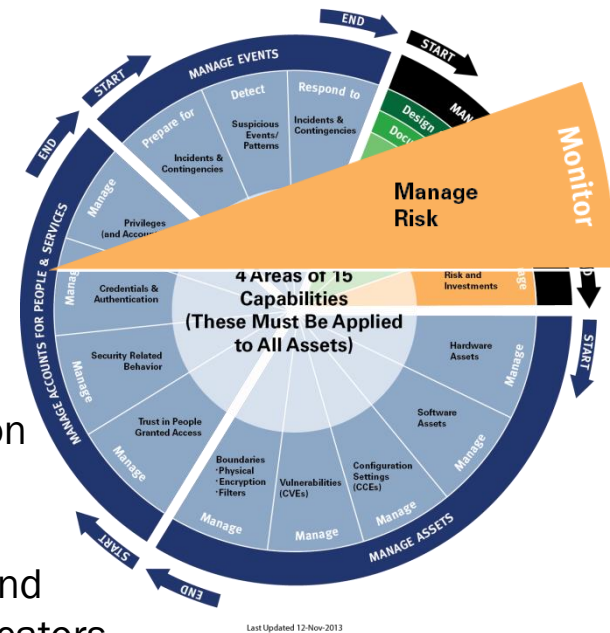 END
START
MANAGE EVENTS
START
END
Prepare for
Incidents &
Contingencies
Detect
Suspicious
Events/
Patterns
Respond to
Incidents &
Contingencies
Design
Manage
Risk
Monitor
Risk and
Investments
START
MANAGE ACCOUNTS FOR PEOPLE & SERVICES
Manage
Privileges
Credentials &
Authentication
Manage
Security Related
Behavior
Manage
Trust in People
Granted Access
4 Areas of 15
Capabilities
(These Must Be Applied
to All Assets)
Hardware
Assets
Manage
Software
Assets
Manage
Configuration
Settings
(CCEs)
Manage
Vulnerabilities
(CVEs)
Manage
Boundaries
·Physical
·Encryption
·Filters
Manage
MANAGE ASSETS
START
END
on
nd
Last Updated 12-Nov-2013